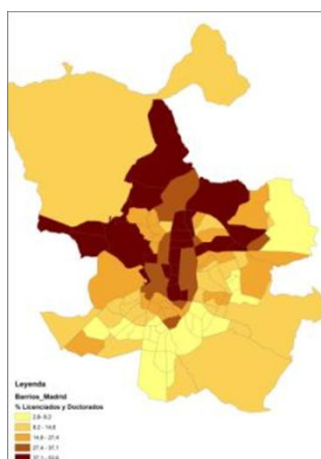 Leyenda
Barrios_Madrid
% Licenciados y Doctorados
2,8- 8,2
8,2 - 14,8
14,8 - 27,4
27,4 - 37,1